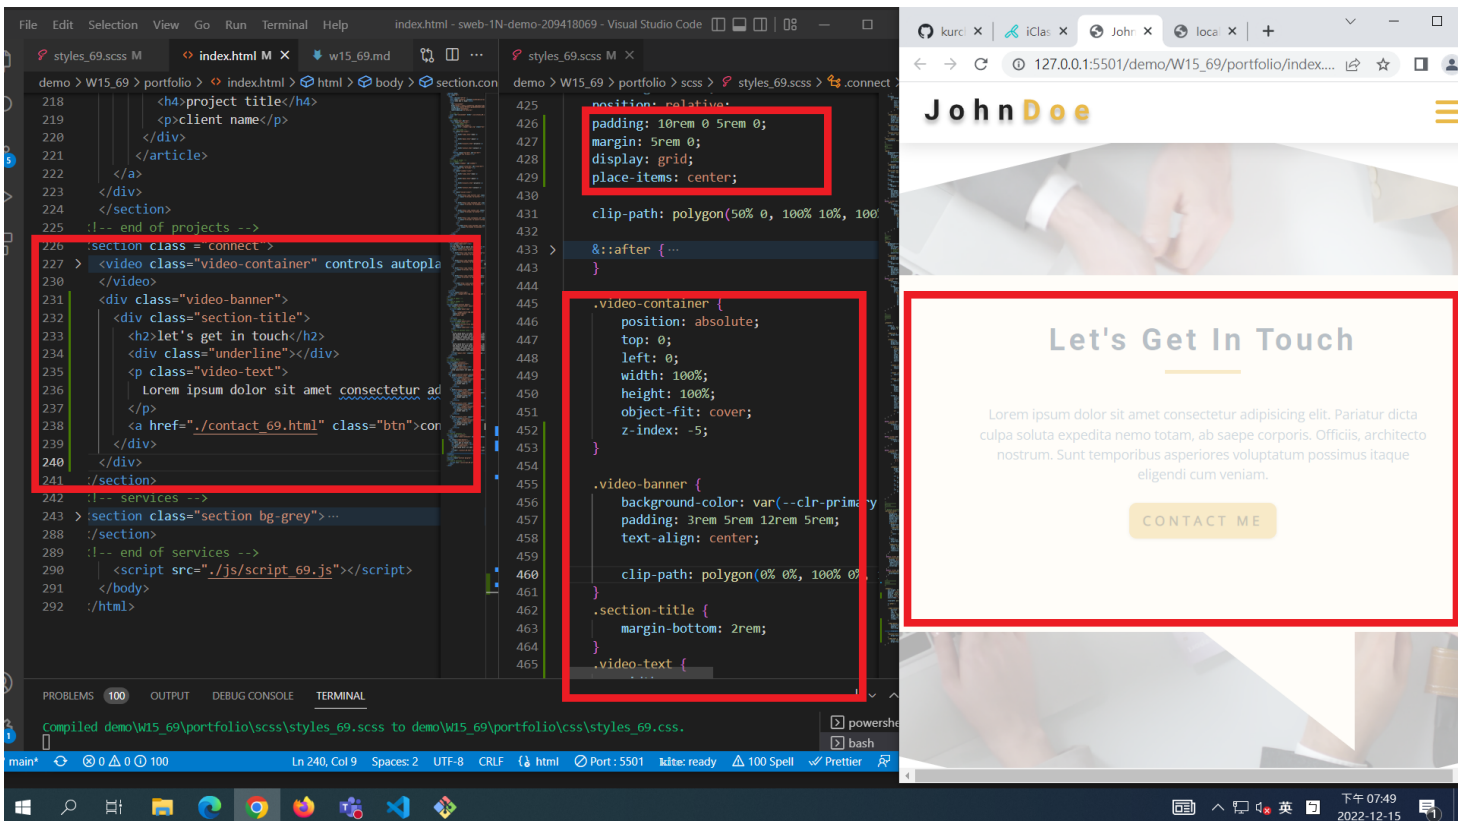 File Edit Selection View Go Run Terminal Help index.html - sweb-1N-demo-209418069 - Visual Studio Code
styles_69.scss M index.html M w15_69.md
demo > W15_69 > portfolio > index.html > html > body > section.con
218 <h4>project title</h4>
219 <p>client name</p>
220 </div>
221 </article>
222 </a>
223 </div>
224 </section>
225 !-- end of projects -->
226 section class = connect">
227 > <video class="video-container" controls autopla
230 </video>
231 <div class="video-banner">
232 <div class="section-title">
233 <h2>let's get in touch</h2>
234 <div class="underline"></div>
235 <p class="video-text">
236 Lorem ipsum dolor sit amet consectetur ad
237 </p>
238 <a href="./contact_69.html" class="btn">con
239 </div>
240 </div>
241 /section>
242 !-- services -->
243 > section class="section bg-grey">...
288 /section>
289 !-- end of services -->
290 <script src="./js/script_69.js"></script>
291 </body>
292 /html>
styles_69.scss M
demo > W15_69 > portfolio > scss > styles_69.scss > .connect
425 position: relative;
426 padding: 10rem 0 5rem 0;
427 margin: 5rem 0;
428 display: grid;
429 place-items: center;
430
431 clip-path: polygon(50% 0, 100% 10%, 100%
432
433 > &::after {...
443 }
444
445 .video-container {
446 position: absolute;
447 top: 0;
448 left: 0;
449 width: 100%;
450 height: 100%;
451 object-fit: cover;
452 z-index: -5;
453 }
454
455 .video-banner {
456 background-color: var(--clr-primary
457 padding: 3rem 5rem 12rem 5rem;
458 text-align: center;
459
460 clip-path: polygon(0% 0%, 100% 0%,
461 }
462 .section-title {
463 margin-bottom: 2rem;
464 }
465 .video-text {
PROBLEMS 100 OUTPUT DEBUG CONSOLE TERMINAL
Compiled demo\W15_69\portfolio\scss\styles_69.scss to demo\W15_69\portfolio\css\styles_69.css.
powershe
bash
main* 0 0 100 Ln 240, Col 9 Spaces: 2 UTF-8 CRLF html Port : 5501 kite: ready 100 Spell Prettier
5
1
kurc iClas John loca
127.0.0.1:5501/demo/W15_69/portfolio/index....
JohnDoe
Let's Get In Touch
Lorem ipsum dolor sit amet consectetur adipisicing elit. Pariatur dicta
culpa soluta expedita nemo totam, ab saepe corporis. Officiis, architecto
nostrum. Sunt temporibus asperiores voluptatum possimus itaque
eligendi cum veniam.
CONTACT ME
英
下午 07:49
2022-12-15
1